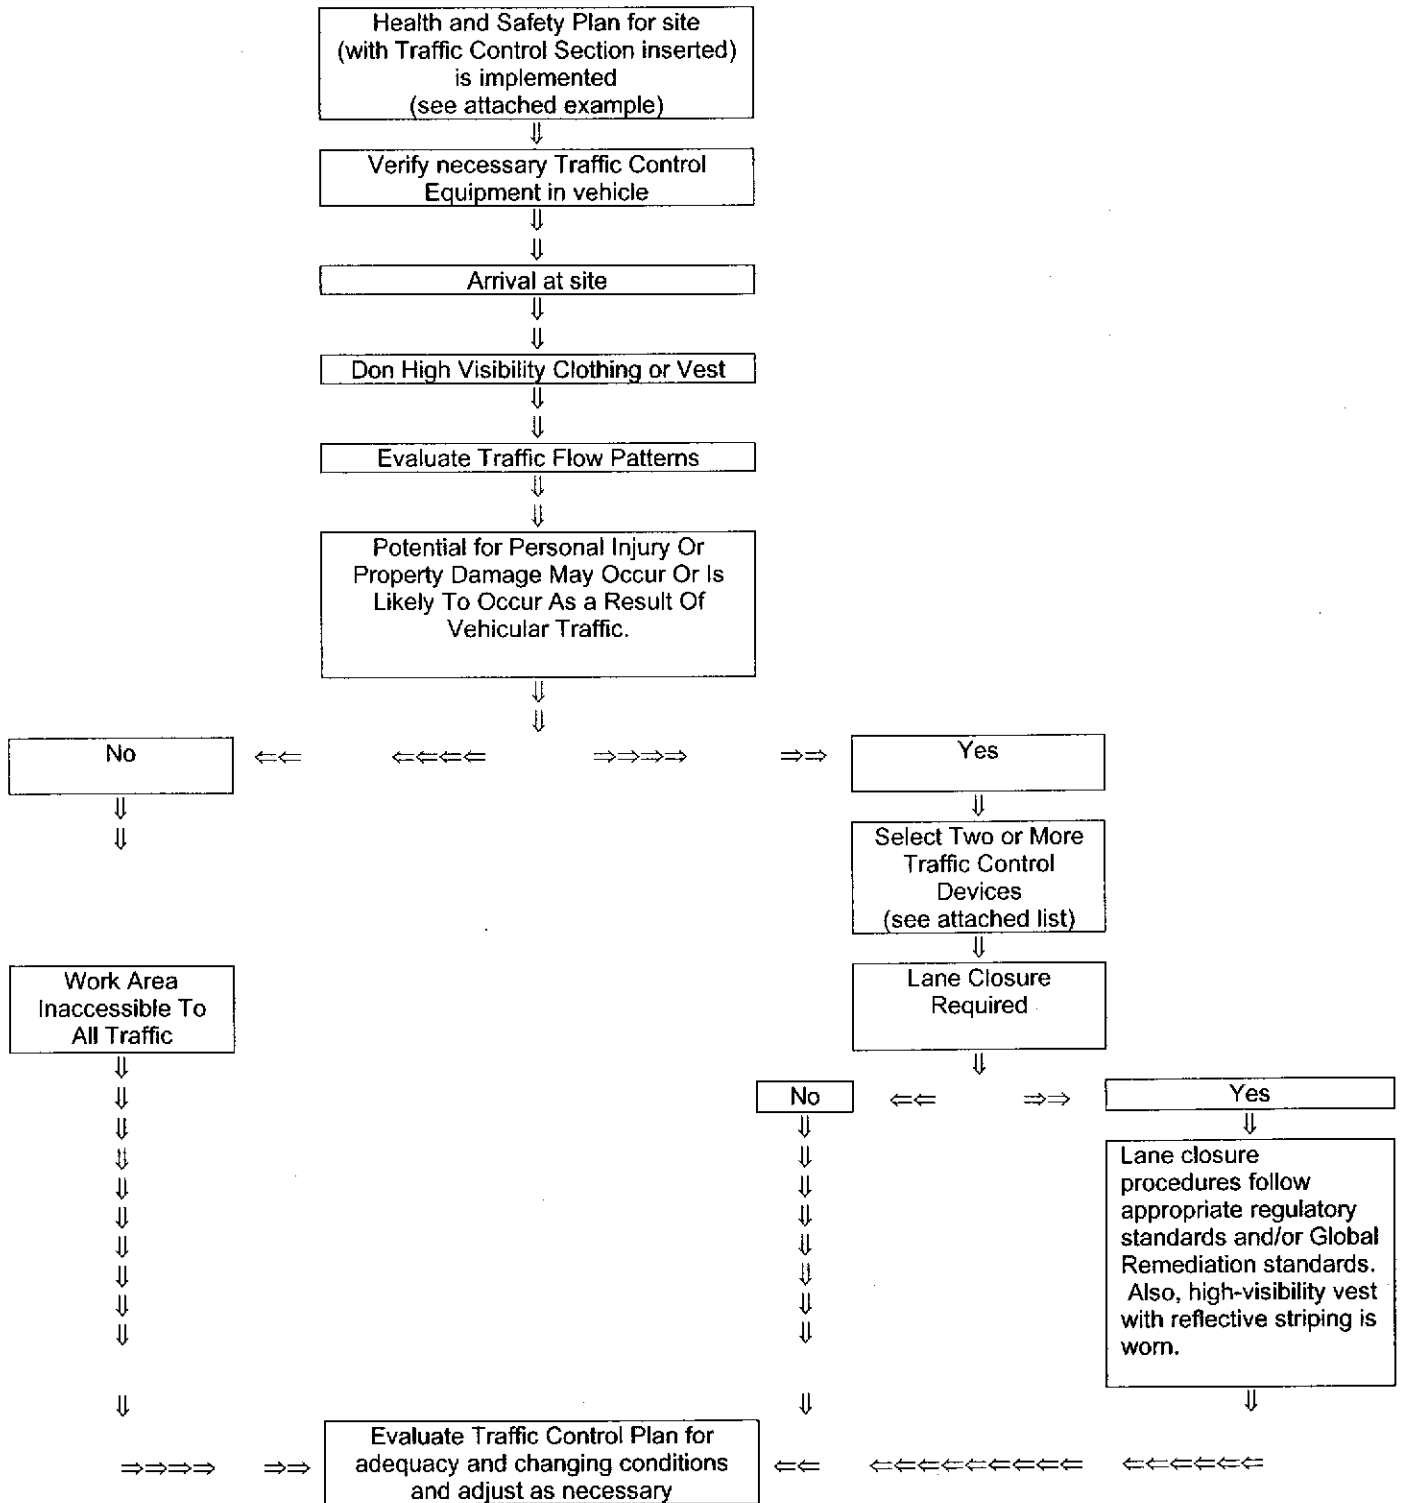 Health and Safety Plan for site
(with Traffic Control Section inserted)
is implemented
(see attached example)
⇓
Verify necessary Traffic Control
Equipment in vehicle
⇓
⇓
Arrival at site
⇓
⇓
Don High Visibility Clothing or Vest
⇓
⇓
Evaluate Traffic Flow Patterns
⇓
⇓
Potential for Personal Injury Or
Property Damage May Occur Or Is
Likely To Occur As a Result Of
Vehicular Traffic.
⇓
⇓
No ⇐⇐ ⇐⇐⇐⇐ ⇒⇒⇒⇒ ⇒⇒ Yes
⇓
⇓
Work Area
Inaccessible To
All Traffic
⇓
⇓
⇓
⇓
⇓
⇓
⇓
⇓
⇓
⇓
⇓
⇓
Select Two or More
Traffic Control
Devices
(see attached list)
⇓
Lane Closure
Required
⇓
No ⇐⇐ ⇒⇒ Yes
⇓
⇓
⇓
⇓
⇓
⇓
⇓
⇓
⇓
⇓
Lane closure
procedures follow
appropriate regulatory
standards and/or Global
Remediation standards.
Also, high-visibility vest
with reflective striping is
worn.
⇓
⇒⇒⇒⇒ ⇒⇒ Evaluate Traffic Control Plan for ⇐⇐ ⇐⇐⇐⇐⇐⇐⇐⇐⇐ ⇐⇐⇐⇐⇐⇐
adequacy and changing conditions
and adjust as necessary